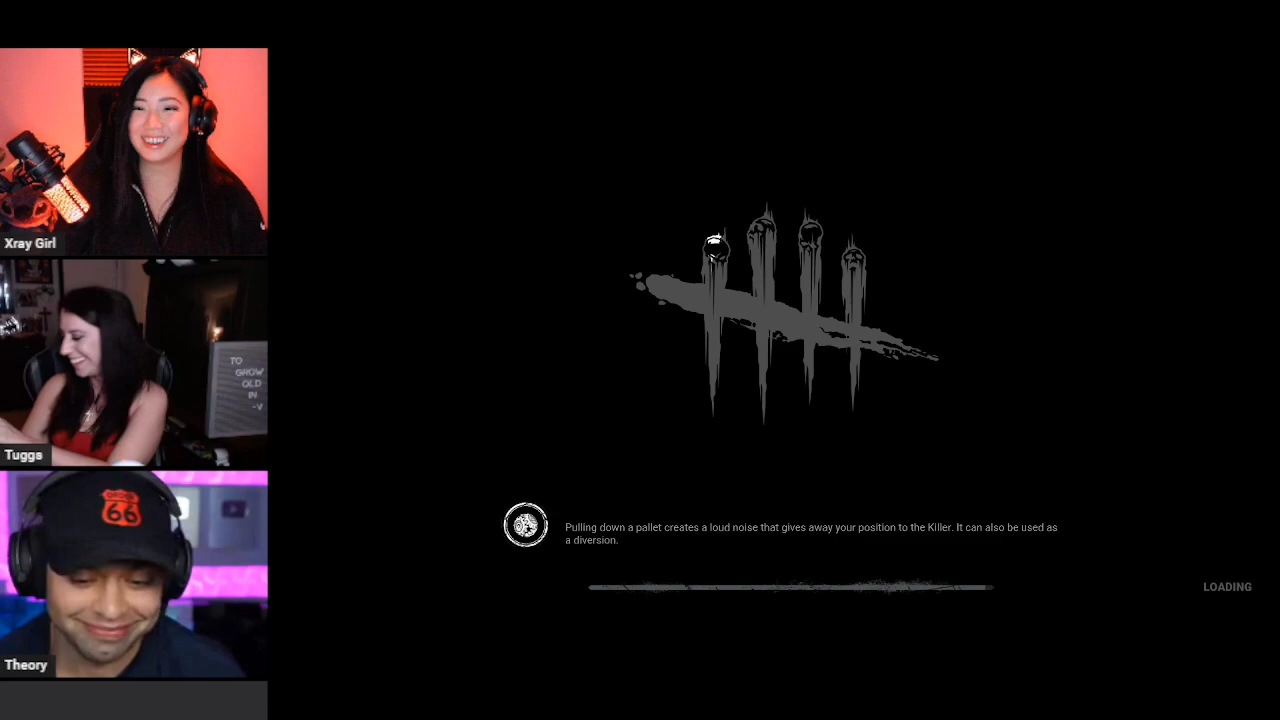 Xray Girl
TO
GROW
OLD
IN
-V
Tuggs
66
Theory
Pulling down a pallet creates a loud noise that gives away your position to the Killer. It can also be used as
a diversion.
LOADING